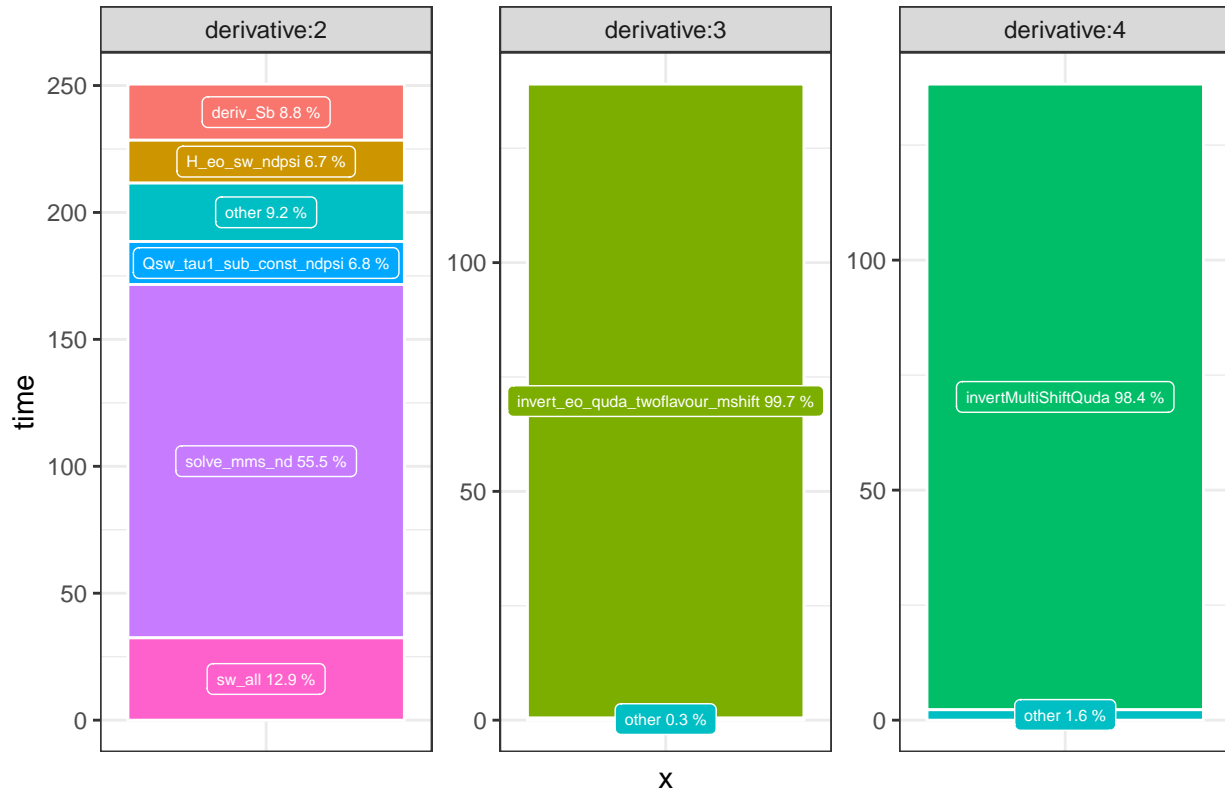 derivative:2
derivative:3
derivative:4
time
250
200
150
100
50
0
deriv_Sb 8.8 %
H_eo_sw_ndpsi 6.7 %
other 9.2 %
Qsw_tau1_sub_const_ndpsi 6.8 %
solve_mms_nd 55.5 %
sw_all 12.9 %
100
50
0
invert_eo_quda_twoflavour_mshift 99.7 %
other 0.3 %
100
50
0
invertMultiShiftQuda 98.4 %
other 1.6 %
x